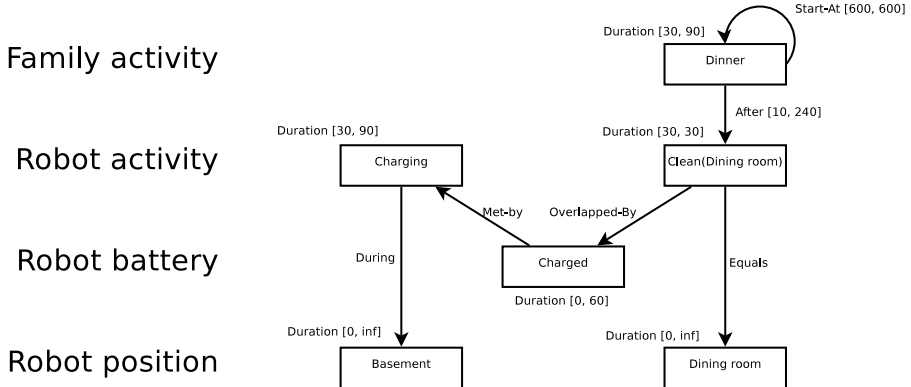 Start-At [600, 600]
Duration [30, 90]
Family activity
Dinner
After [10, 240]
Duration [30, 90]
Duration [30, 30]
Robot activity
Charging
Clean(Dining room)
Met-by
Overlapped-By
Robot battery
During
Charged
Equals
Duration [0, 60]
Duration [0, inf]
Duration [0, inf]
Robot position
Basement
Dining room